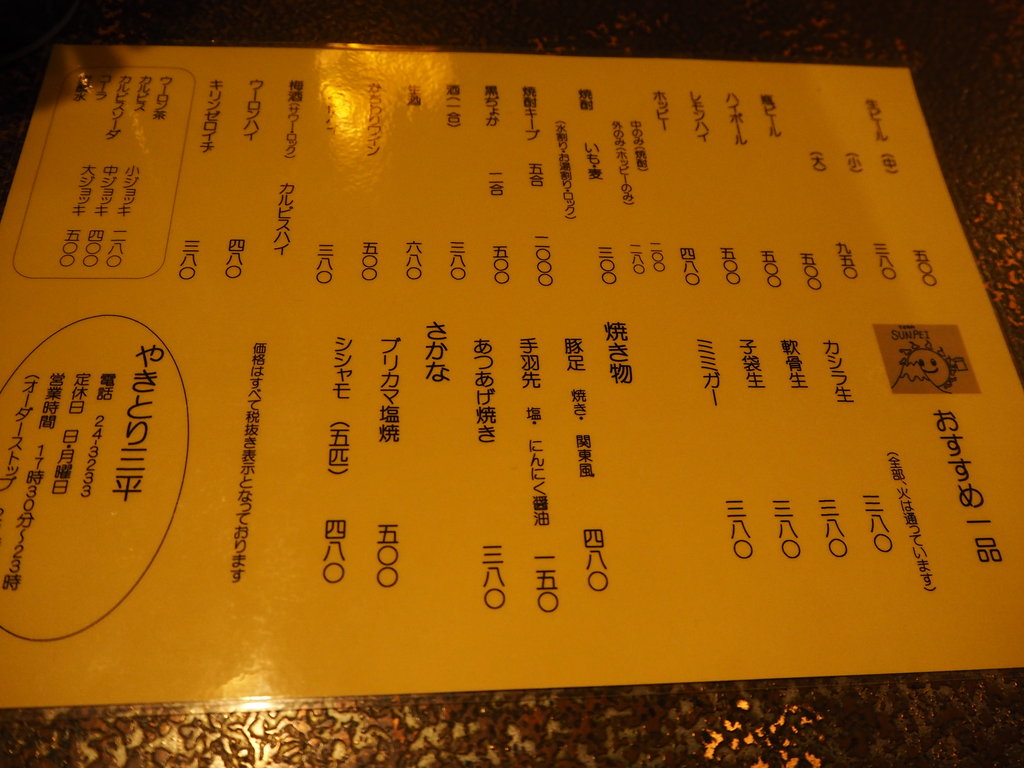 生ビール (中) 五〇〇
(小) 三八〇
(大) 九五〇
瓶ビール 五〇〇
ハイボール 五〇〇
レモンハイ 五〇〇
ホッピー 四八〇
中のみ(焼酎) 二〇〇
外のみ(ホッピーのみ) 二八〇
焼酎 いも・麦 三〇〇
(水割り・お湯割り・ロック)
焼酎キープ 五合 二〇〇〇
黒ぢょか 二合 五〇〇
酒(一合) 三八〇
生酒 六八〇
五〇〇
三八〇
梅酒(サワー・ロック) カルピスハイ
ウーロンハイ 四八〇
キリンゼロイチ 三八〇
ウーロン茶
カルピス
カルピスソーダ
コーラ
小ジョッキ 二八〇
中ジョッキ 四〇〇
大ジョッキ 五〇〇
SUNPEI
おすすめ一品
(全部、火は通っています)
カシラ生 三八〇
軟骨生 三八〇
子袋生 三八〇
ミミガー 三八〇
焼き物
豚足 焼き・関東風 四八〇
手羽先 塩・にんにく醤油 一五〇
あつあげ焼き 三八〇
さかな
ブリカマ塩焼 五〇〇
シシャモ (五匹) 四八〇
価格はすべて税抜き表示となっております
やきとり三平
電話 24-3233
定休日 日・月曜日
営業時間 17時30分~23時
(オーダーストップ